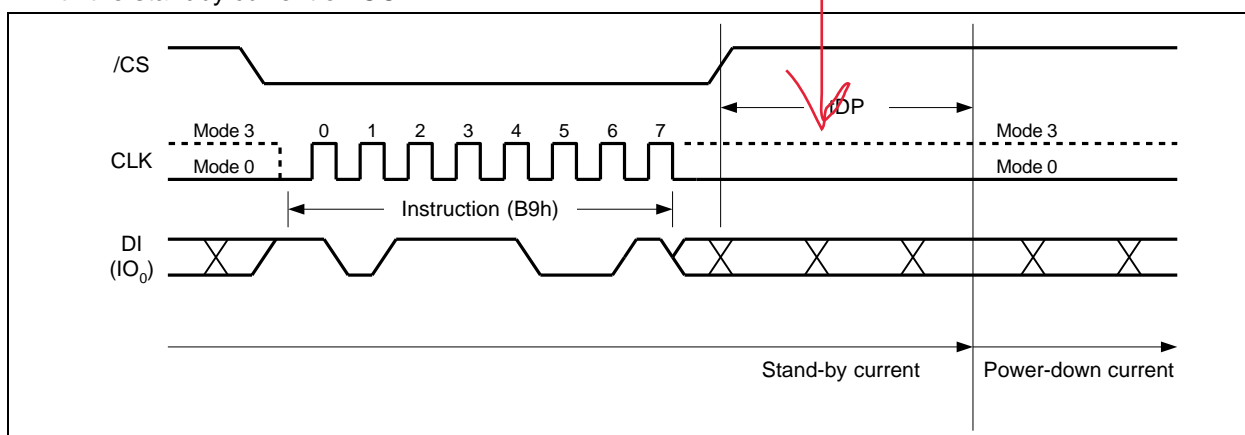 /CS
tDP
Mode 3 0 1 2 3 4 5 6 7 Mode 3
CLK
Mode 0 Mode 0
Instruction (B9h)
DI
(IO0)
Stand-by current Power-down current